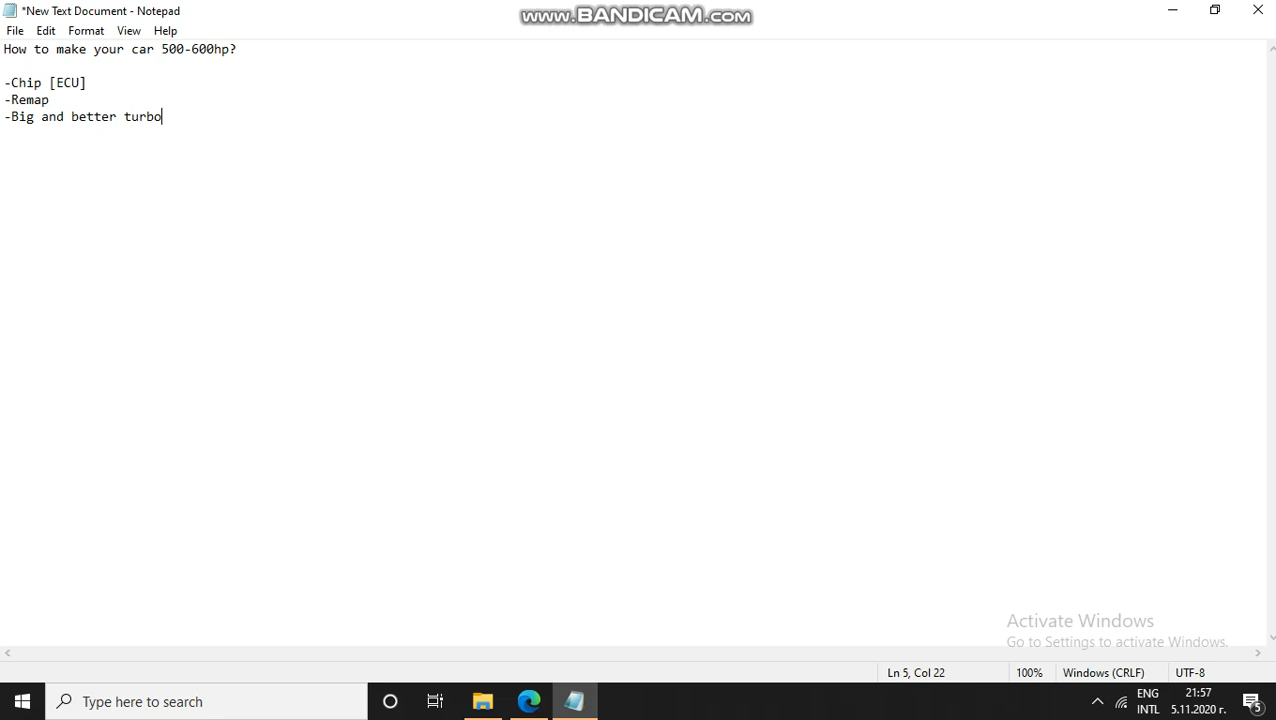 *New Text Document - Notepad
www.BANDICAM.COM
File Edit Format View Help
How to make your car 500-600hp?
-Chip [ECU]
-Remap
-Big and better turbo
Activate Windows
Go to Settings to activate Windows.
Ln 5, Col 22 100% Windows (CRLF) UTF-8
Type here to search
ENG
INTL
21:57
5.11.2020 г.
5